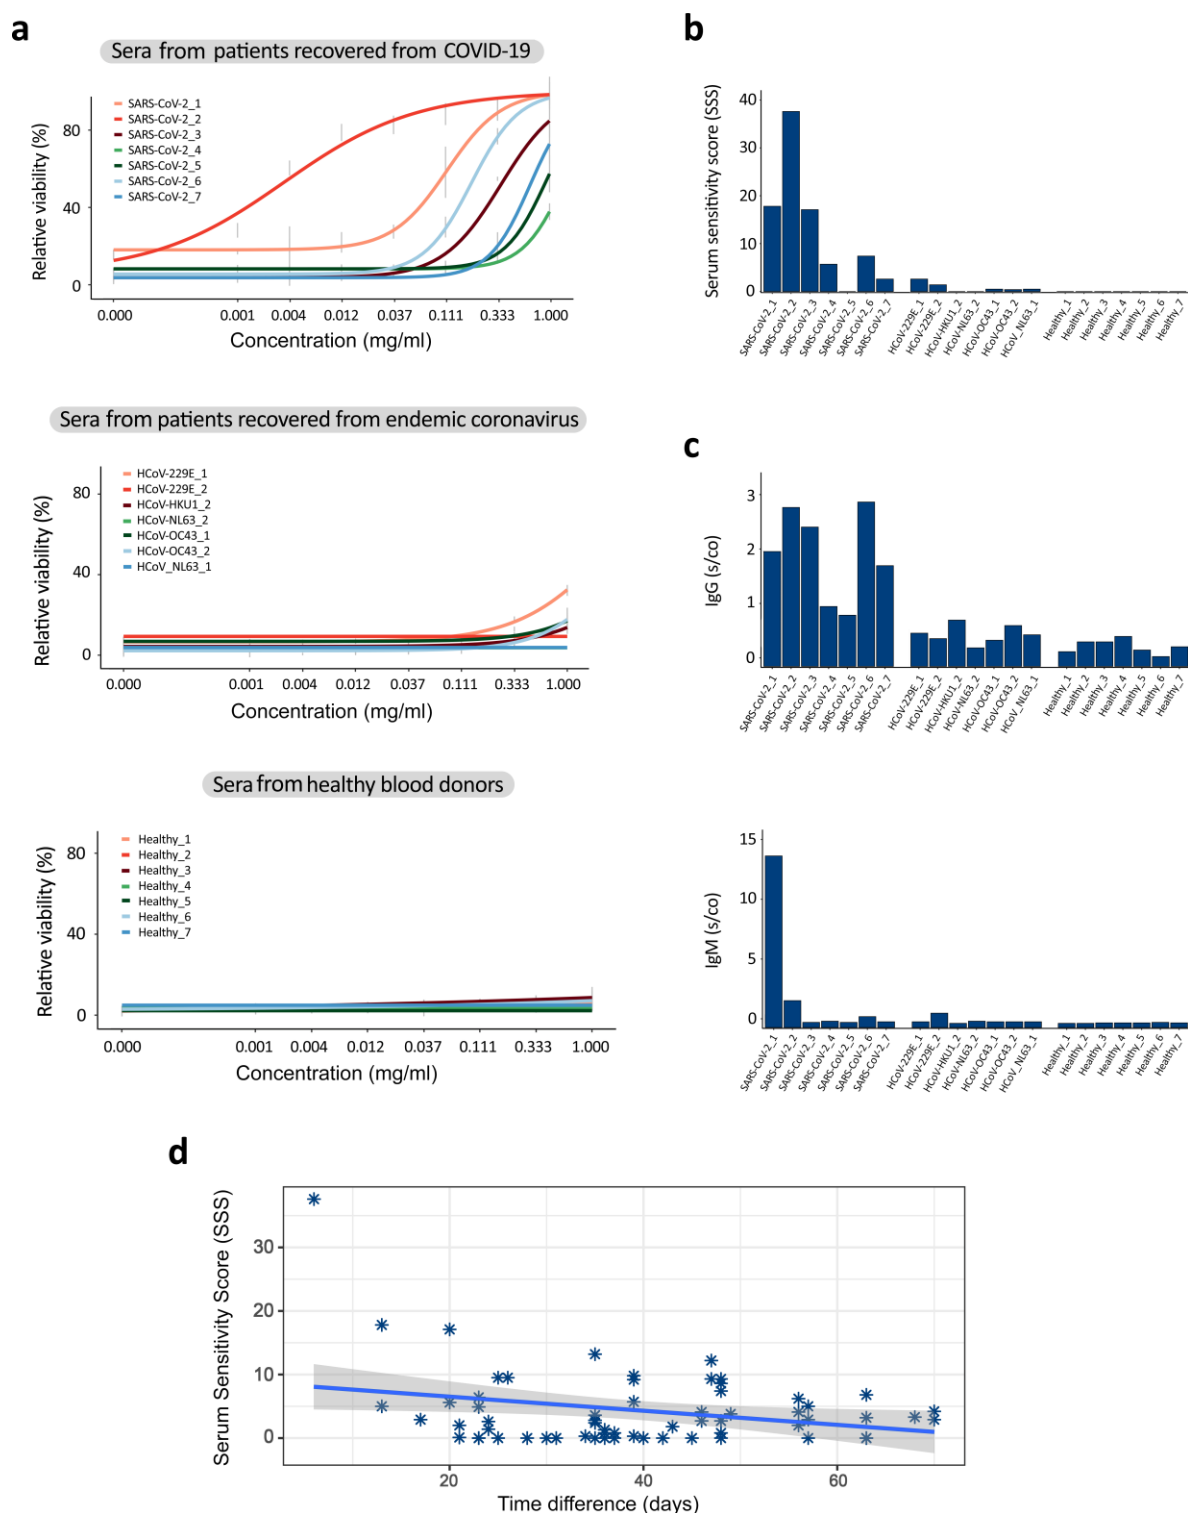 a
Sera from patients recovered from COVID-19
SARS-CoV-2_1
SARS-CoV-2_2
SARS-CoV-2_3
SARS-CoV-2_4
SARS-CoV-2_5
SARS-CoV-2_6
SARS-CoV-2_7
Relative viability (%)
80
40
0
0.000 0.001 0.004 0.012 0.037 0.111 0.333 1.000
Concentration (mg/ml)
Sera from patients recovered from endemic coronavirus
HCoV-229E_1
HCoV-229E_2
HCoV-HKU1_2
HCoV-NL63_2
HCoV-OC43_1
HCoV-OC43_2
HCoV_NL63_1
Relative viability (%)
80
40
0
0.000 0.001 0.004 0.012 0.037 0.111 0.333 1.000
Concentration (mg/ml)
Sera from healthy blood donors
Healthy_1
Healthy_2
Healthy_3
Healthy_4
Healthy_5
Healthy_6
Healthy_7
Relative viability (%)
80
40
0
0.000 0.001 0.004 0.012 0.037 0.111 0.333 1.000
Concentration (mg/ml)
b
Serum sensitivity score (SSS)
40
30
20
10
0
SARS-CoV-2_1
SARS-CoV-2_2
SARS-CoV-2_3
SARS-CoV-2_4
SARS-CoV-2_5
SARS-CoV-2_6
SARS-CoV-2_7
HCoV-229E_1
HCoV-229E_2
HCoV-HKU1_2
HCoV-NL63_2
HCoV-OC43_1
HCoV-OC43_2
HCoV_NL63_1
Healthy_1
Healthy_2
Healthy_3
Healthy_4
Healthy_5
Healthy_6
Healthy_7
c
IgG (s/co)
3
2
1
0
SARS-CoV-2_1
SARS-CoV-2_2
SARS-CoV-2_3
SARS-CoV-2_4
SARS-CoV-2_5
SARS-CoV-2_6
SARS-CoV-2_7
HCoV-229E_1
HCoV-229E_2
HCoV-HKU1_2
HCoV-NL63_2
HCoV-OC43_1
HCoV-OC43_2
HCoV_NL63_1
Healthy_1
Healthy_2
Healthy_3
Healthy_4
Healthy_5
Healthy_6
Healthy_7
IgM (s/co)
15
10
5
0
SARS-CoV-2_1
SARS-CoV-2_2
SARS-CoV-2_3
SARS-CoV-2_4
SARS-CoV-2_5
SARS-CoV-2_6
SARS-CoV-2_7
HCoV-229E_1
HCoV-229E_2
HCoV-HKU1_2
HCoV-NL63_2
HCoV-OC43_1
HCoV-OC43_2
HCoV_NL63_1
Healthy_1
Healthy_2
Healthy_3
Healthy_4
Healthy_5
Healthy_6
Healthy_7
d
Serum Sensitivity Score (SSS)
30
20
10
0
20 40 60
Time difference (days)